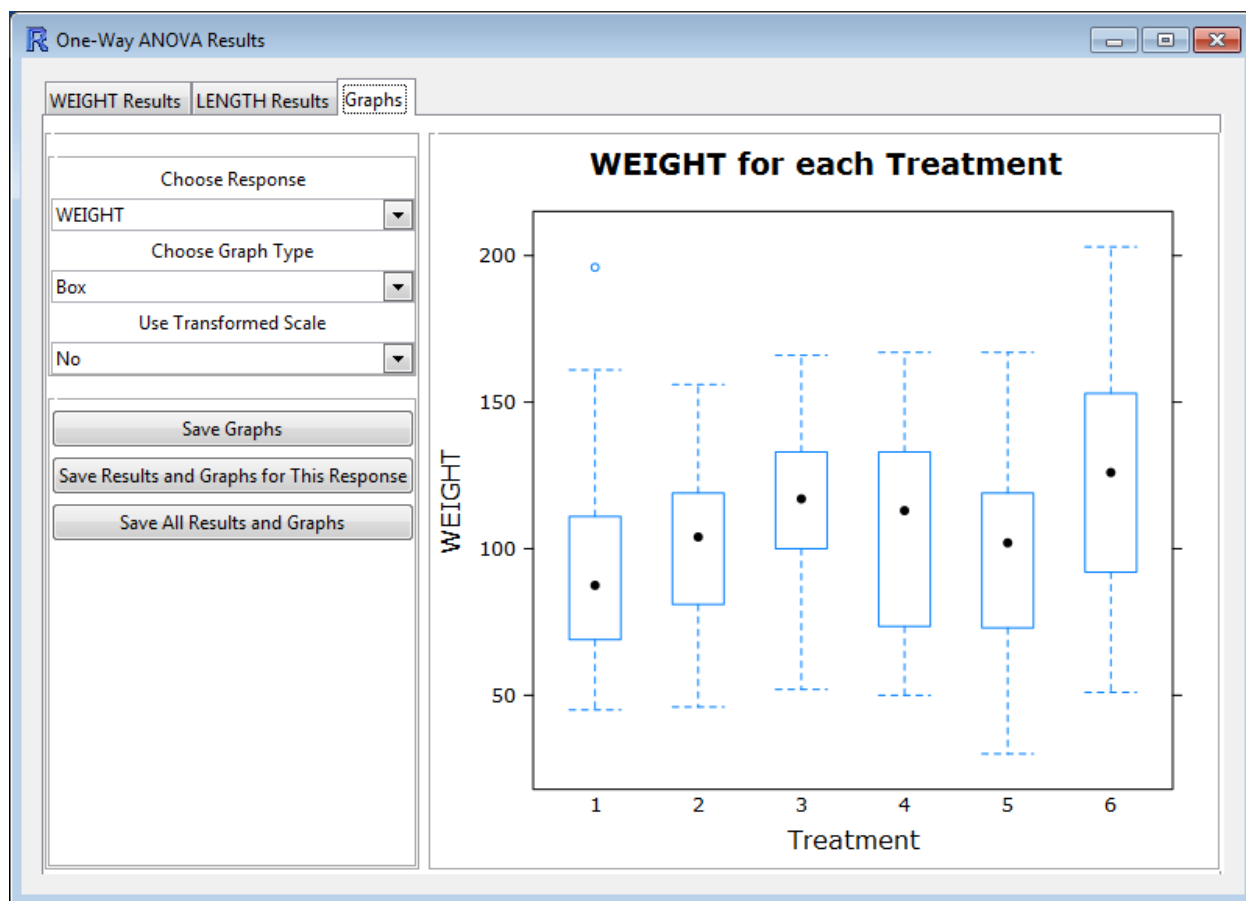 One-Way ANOVA Results
WEIGHT Results LENGTH Results Graphs
Choose Response
WEIGHT
Choose Graph Type
Box
Use Transformed Scale
No
Save Graphs
Save Results and Graphs for This Response
Save All Results and Graphs
WEIGHT for each Treatment
WEIGHT
200
150
100
50
1 2 3 4 5 6
Treatment